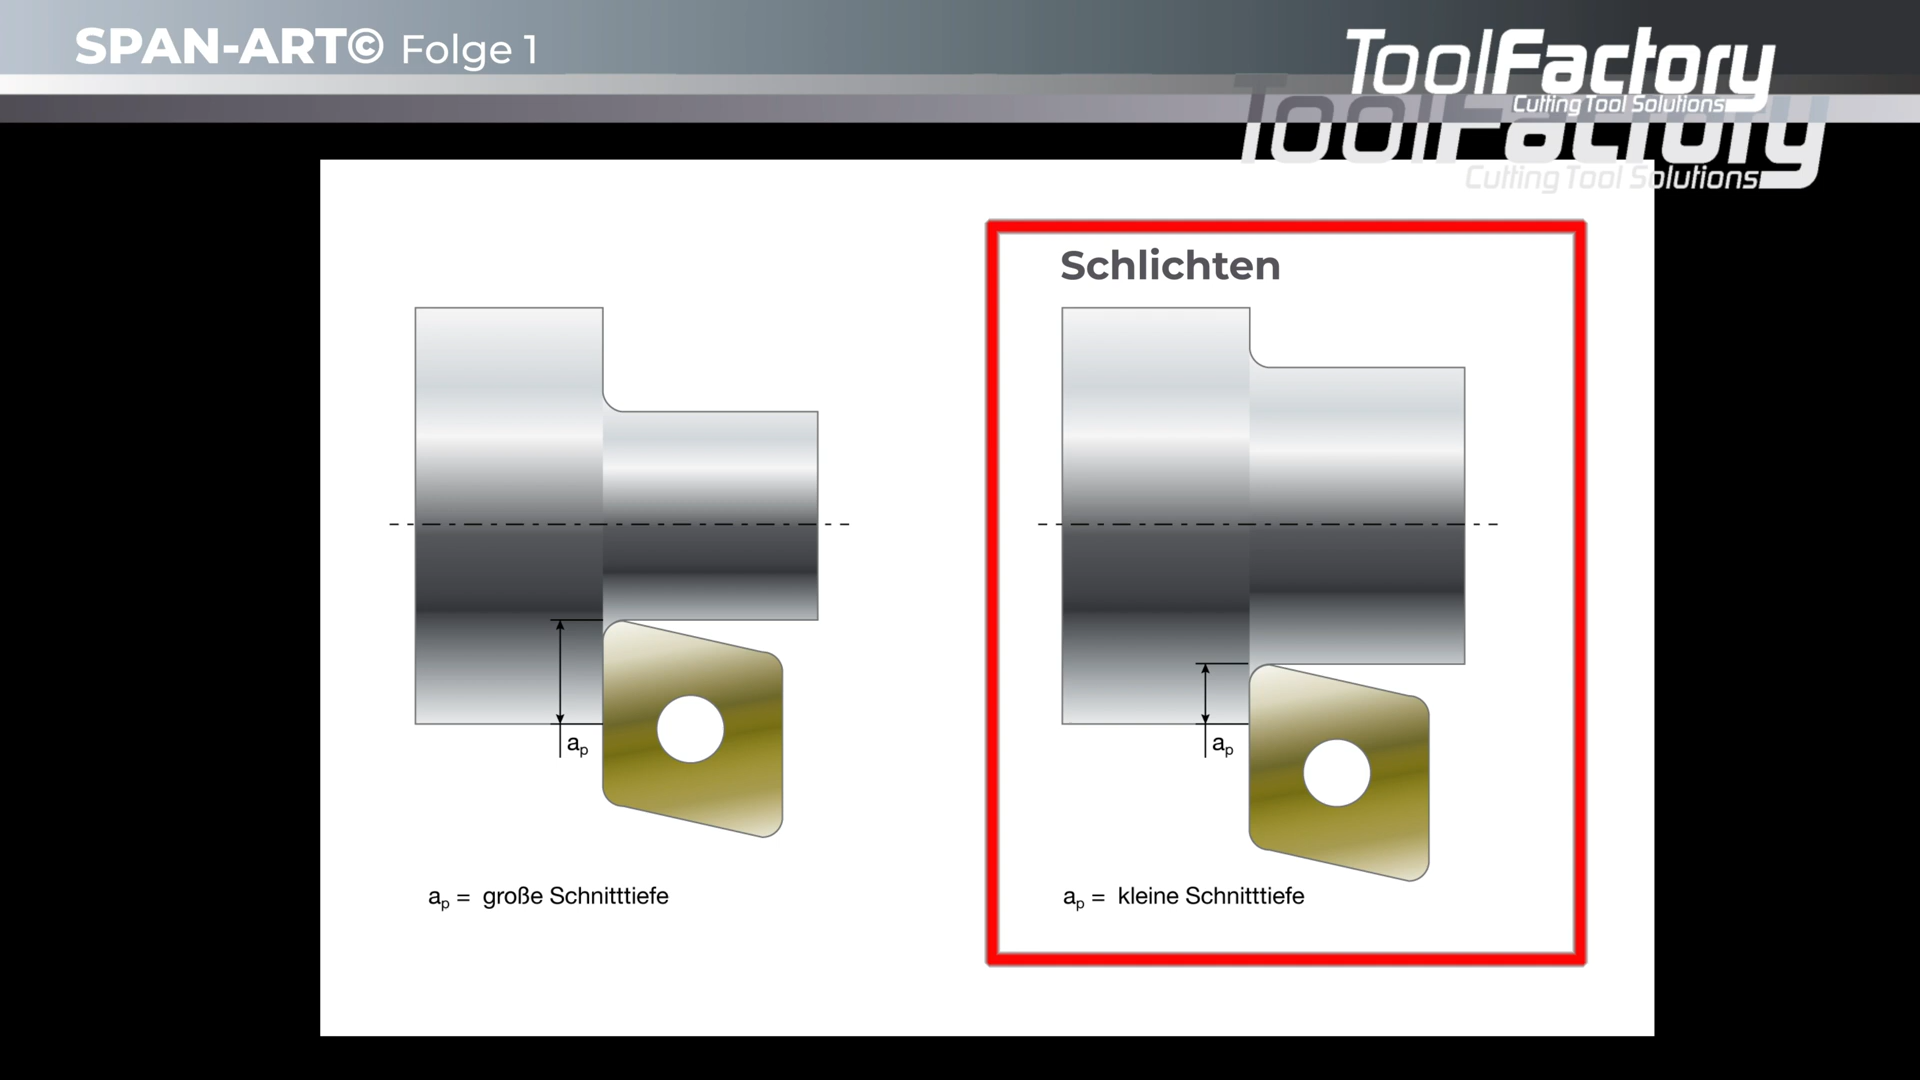 SPAN-ART© Folge 1
ToolFactory
Cutting Tool Solutions
ToolFactory
Cutting Tool Solutions
Schlichten
ap
ap
ap = große Schnitttiefe
ap = kleine Schnitttiefe